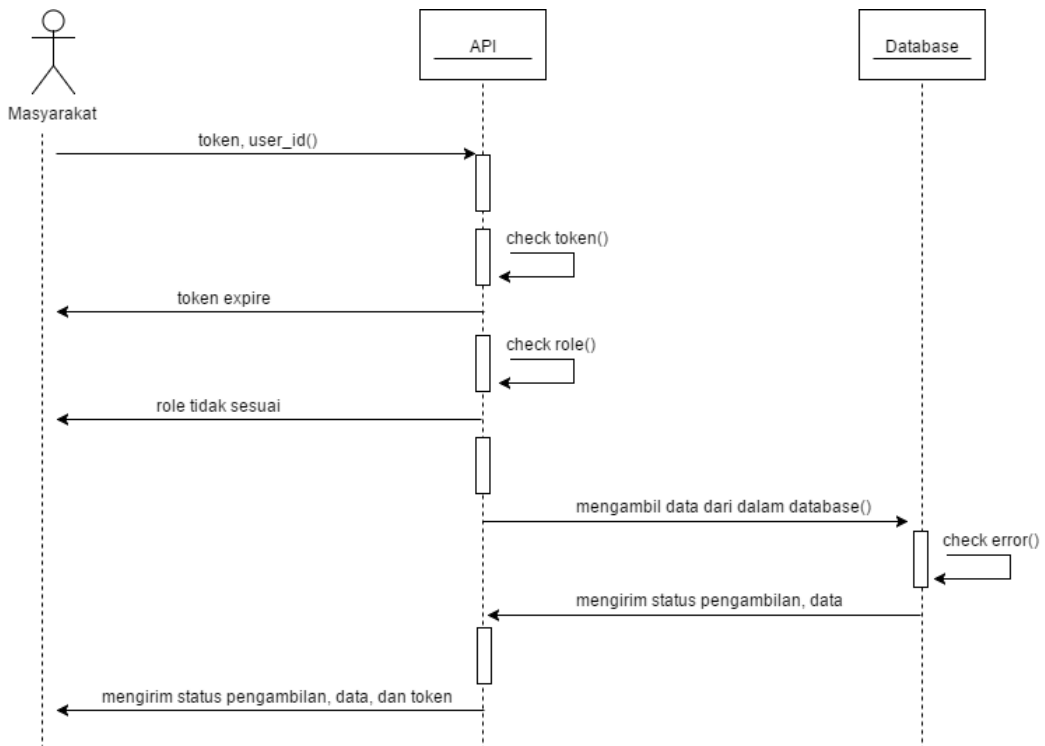 API
Database
Masyarakat
token, user_id()
check token()
token expire
check role()
role tidak sesuai
mengambil data dari dalam database()
check error()
mengirim status pengambilan, data
mengirim status pengambilan, data, dan token